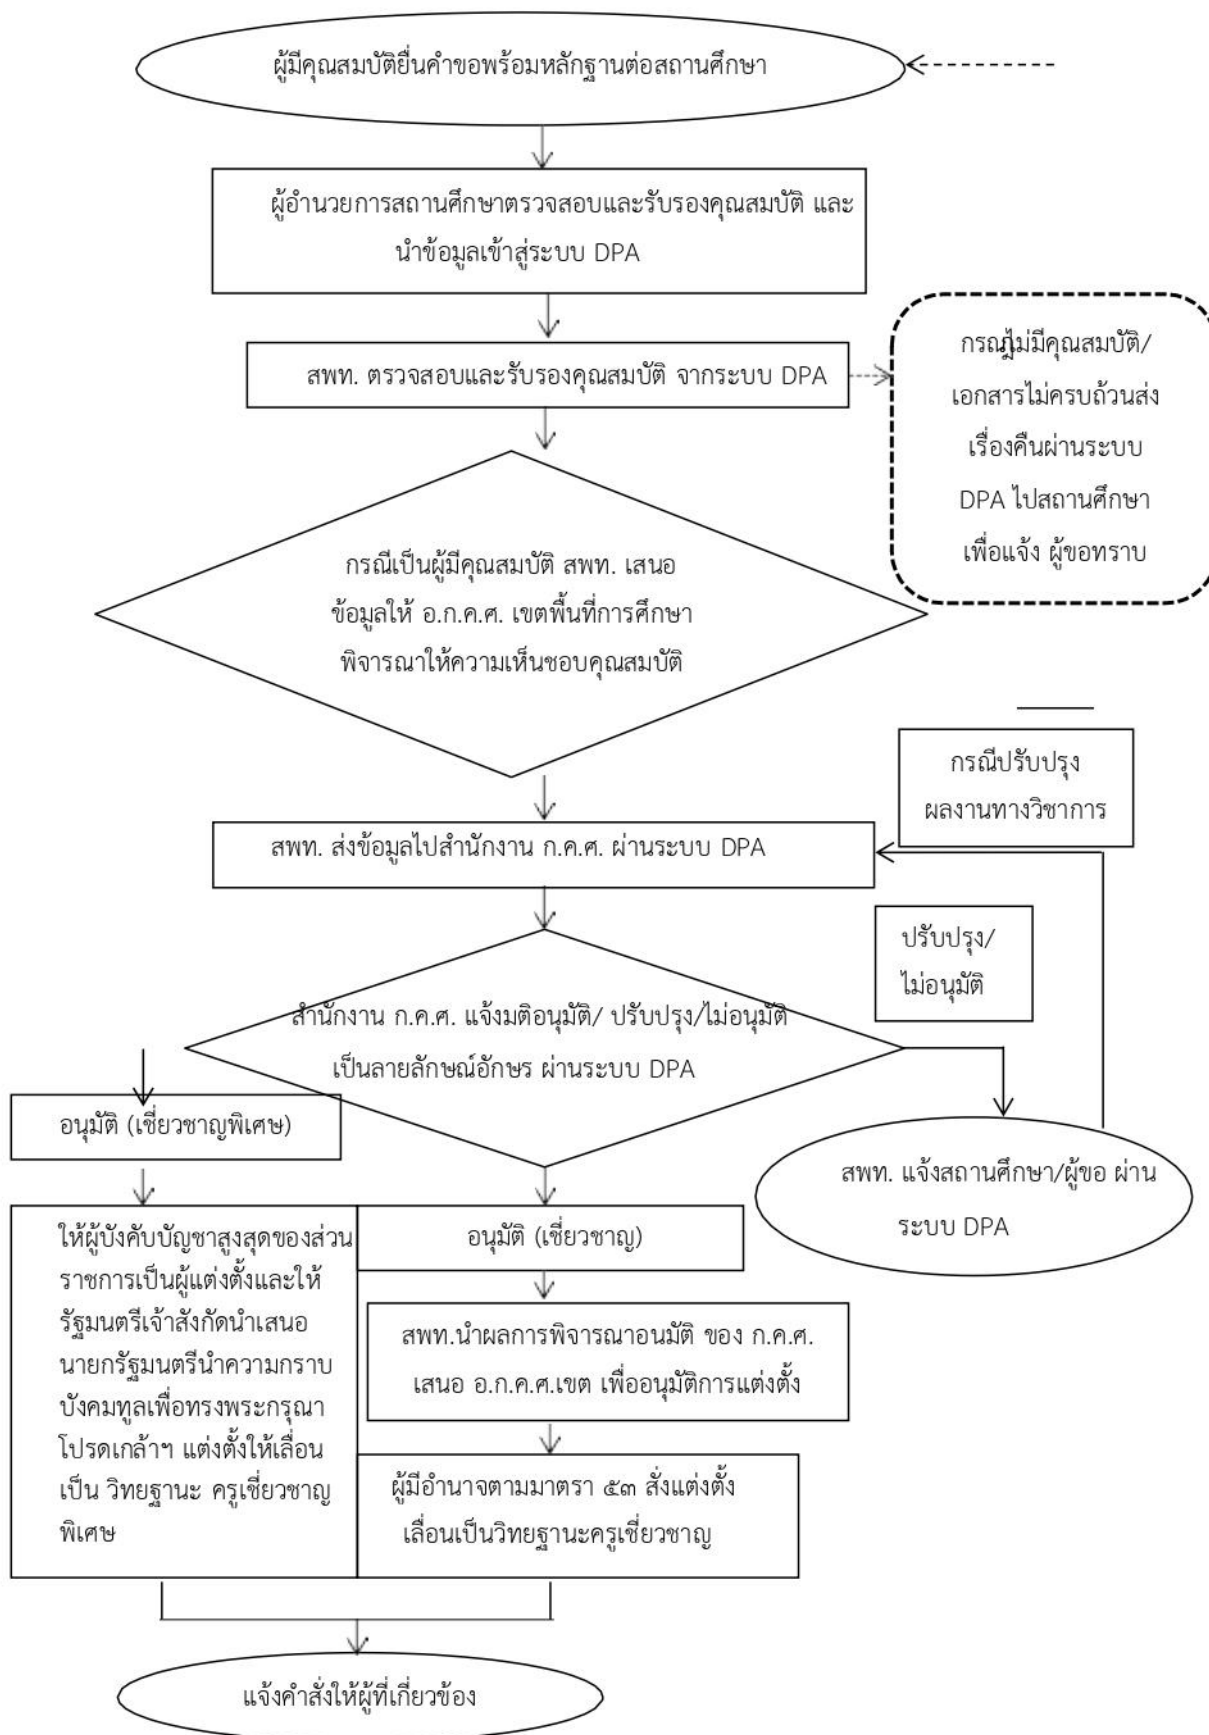 ผู้มีคุณสมบัติยื่นคำขอพร้อมหลักฐานต่อสถานศึกษา
ผู้อำนวยการสถานศึกษาตรวจสอบและรับรองคุณสมบัติ และ
นำข้อมูลเข้าสู่ระบบ DPA
สพท. ตรวจสอบและรับรองคุณสมบัติ จากระบบ DPA
กรณีไม่มีคุณสมบัติ/
เอกสารไม่ครบถ้วนส่ง
เรื่องคืนผ่านระบบ
DPA ไปสถานศึกษา
เพื่อแจ้ง ผู้ขอทราบ
กรณีเป็นผู้มีคุณสมบัติ สพท. เสนอ
ข้อมูลให้ อ.ก.ค.ศ. เขตพื้นที่การศึกษา
พิจารณาให้ความเห็นชอบคุณสมบัติ
กรณีปรับปรุง
ผลงานทางวิชาการ
สพท. ส่งข้อมูลไปสำนักงาน ก.ค.ศ. ผ่านระบบ DPA
ปรับปรุง/
ไม่อนุมัติ
สำนักงาน ก.ค.ศ. แจ้งมติอนุมัติ/ ปรับปรุง/ไม่อนุมัติ
เป็นลายลักษณ์อักษร ผ่านระบบ DPA
อนุมัติ (เชี่ยวชาญพิเศษ)
สพท. แจ้งสถานศึกษา/ผู้ขอ ผ่าน
ระบบ DPA
ให้ผู้บังคับบัญชาสูงสุดของส่วน
ราชการเป็นผู้แต่งตั้งและให้
รัฐมนตรีเจ้าสังกัดนำเสนอ
นายกรัฐมนตรีนำความกราบ
บังคมทูลเพื่อทรงพระกรุณา
โปรดเกล้าฯ แต่งตั้งให้เลื่อน
เป็น วิทยฐานะ ครูเชี่ยวชาญ
พิเศษ
อนุมัติ (เชี่ยวชาญ)
สพท.นำผลการพิจารณาอนมัติ ของ ก.ค.ศ.
เสนอ อ.ก.ค.ศ.เขต เพื่ออนุมัติการแต่งตั้ง
ผู้มีอำนาจตามมาตรา ๕๓ สั่งแต่งตั้ง
เลื่อนเป็นวิทยฐานะครูเชี่ยวชาญ
แจ้งคำสั่งให้ผู้ที่เกี่ยวข้อง